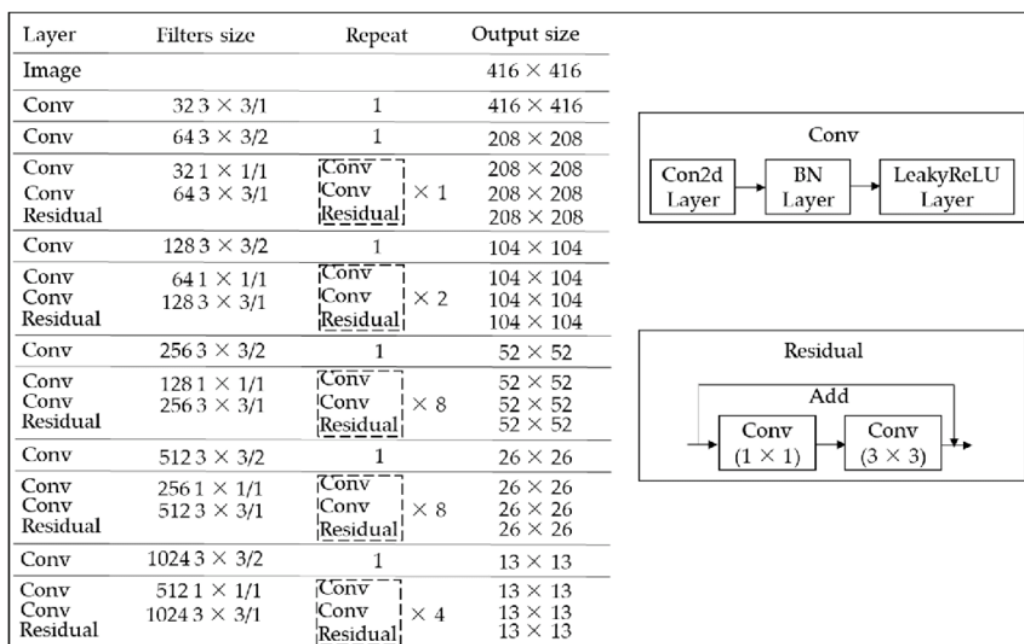 Layer Filters size Repeat Output size
Image 416 × 416
Conv 32 3 × 3/1 1 416 × 416
Conv 64 3 × 3/2 1 208 × 208
Conv 32 1 × 1/1 Conv 208 × 208
Conv 64 3 × 3/1 Conv × 1 208 × 208
Residual Residual 208 × 208
Conv 128 3 × 3/2 1 104 × 104
Conv 64 1 × 1/1 Conv 104 × 104
Conv 128 3 × 3/1 Conv × 2 104 × 104
Residual Residual 104 × 104
Conv 256 3 × 3/2 1 52 × 52
Conv 128 1 × 1/1 Conv 52 × 52
Conv 256 3 × 3/1 Conv × 8 52 × 52
Residual Residual 52 × 52
Conv 512 3 × 3/2 1 26 × 26
Conv 256 1 × 1/1 Conv 26 × 26
Conv 512 3 × 3/1 Conv × 8 26 × 26
Residual Residual 26 × 26
Conv 1024 3 × 3/2 1 13 × 13
Conv 512 1 × 1/1 Conv 13 × 13
Conv 1024 3 × 3/1 Conv × 4 13 × 13
Residual Residual 13 × 13
Conv
Con2d BN LeakyReLU
Layer Layer Layer
Residual
Add
Conv Conv
(1 × 1) (3 × 3)